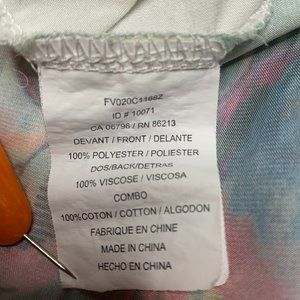 FV020C1168Z
ID # 10071
CA 06796 / RN 86213
DEVANT / FRONT / DELANTE
100% POLYESTER / POLIESTER
DOS/BACK/DETRAS
100% VISCOSE / VISCOSA
COMBO
100%COTON / COTTON / ALGODON
FABRIQUE EN CHINE
MADE IN CHINA
HECHO EN CHINA